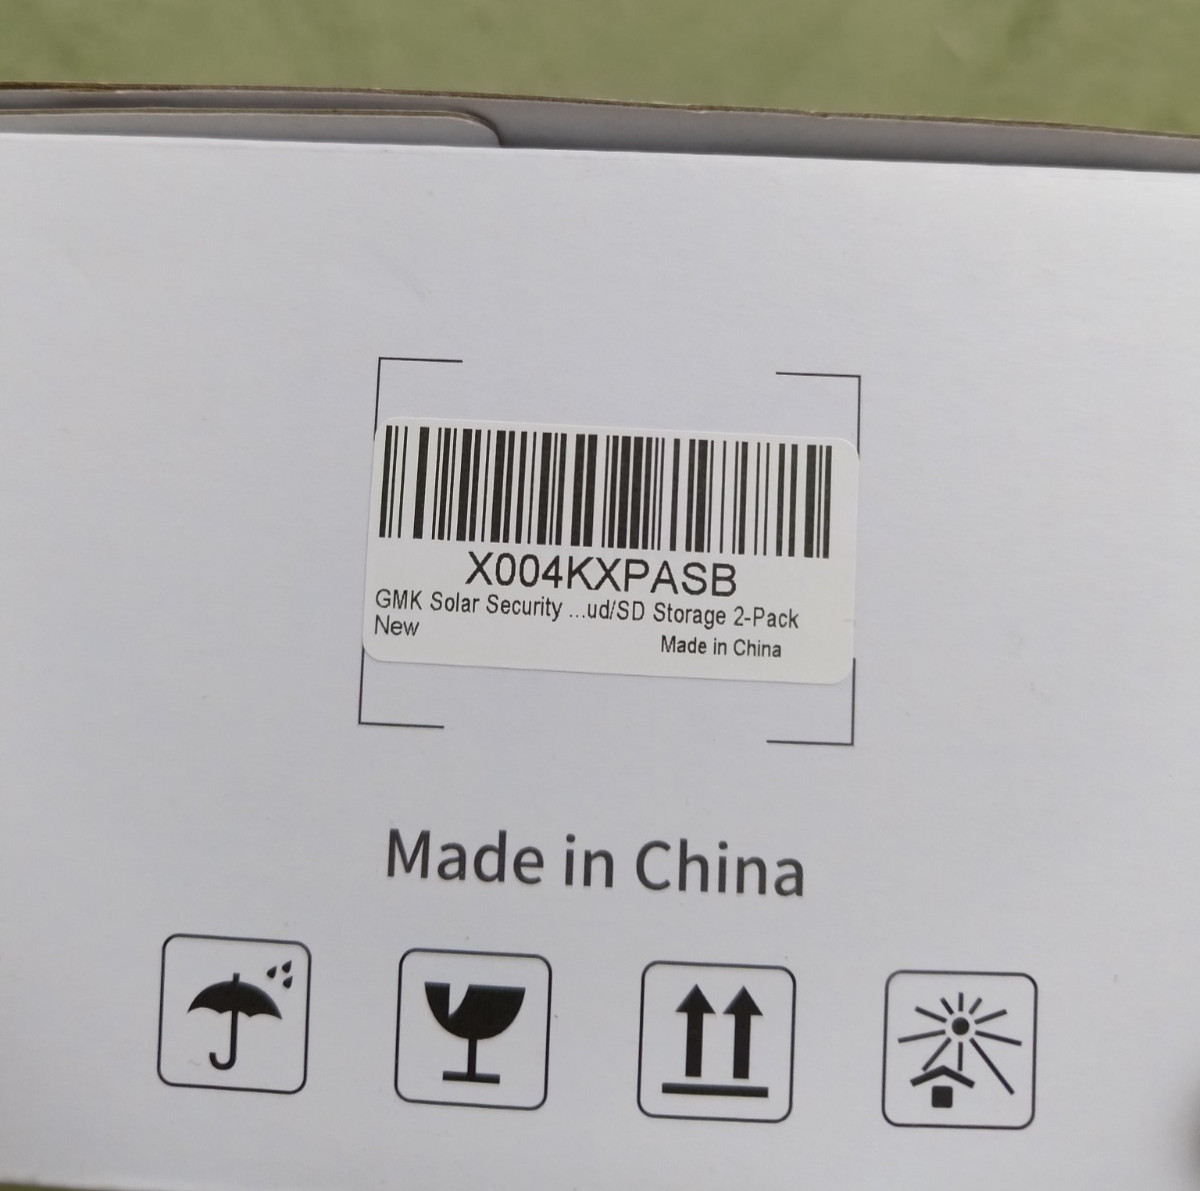 X004KXPASB
GMK Solar Security ...ud/SD Storage 2-Pack
New
Made in China
Made in China